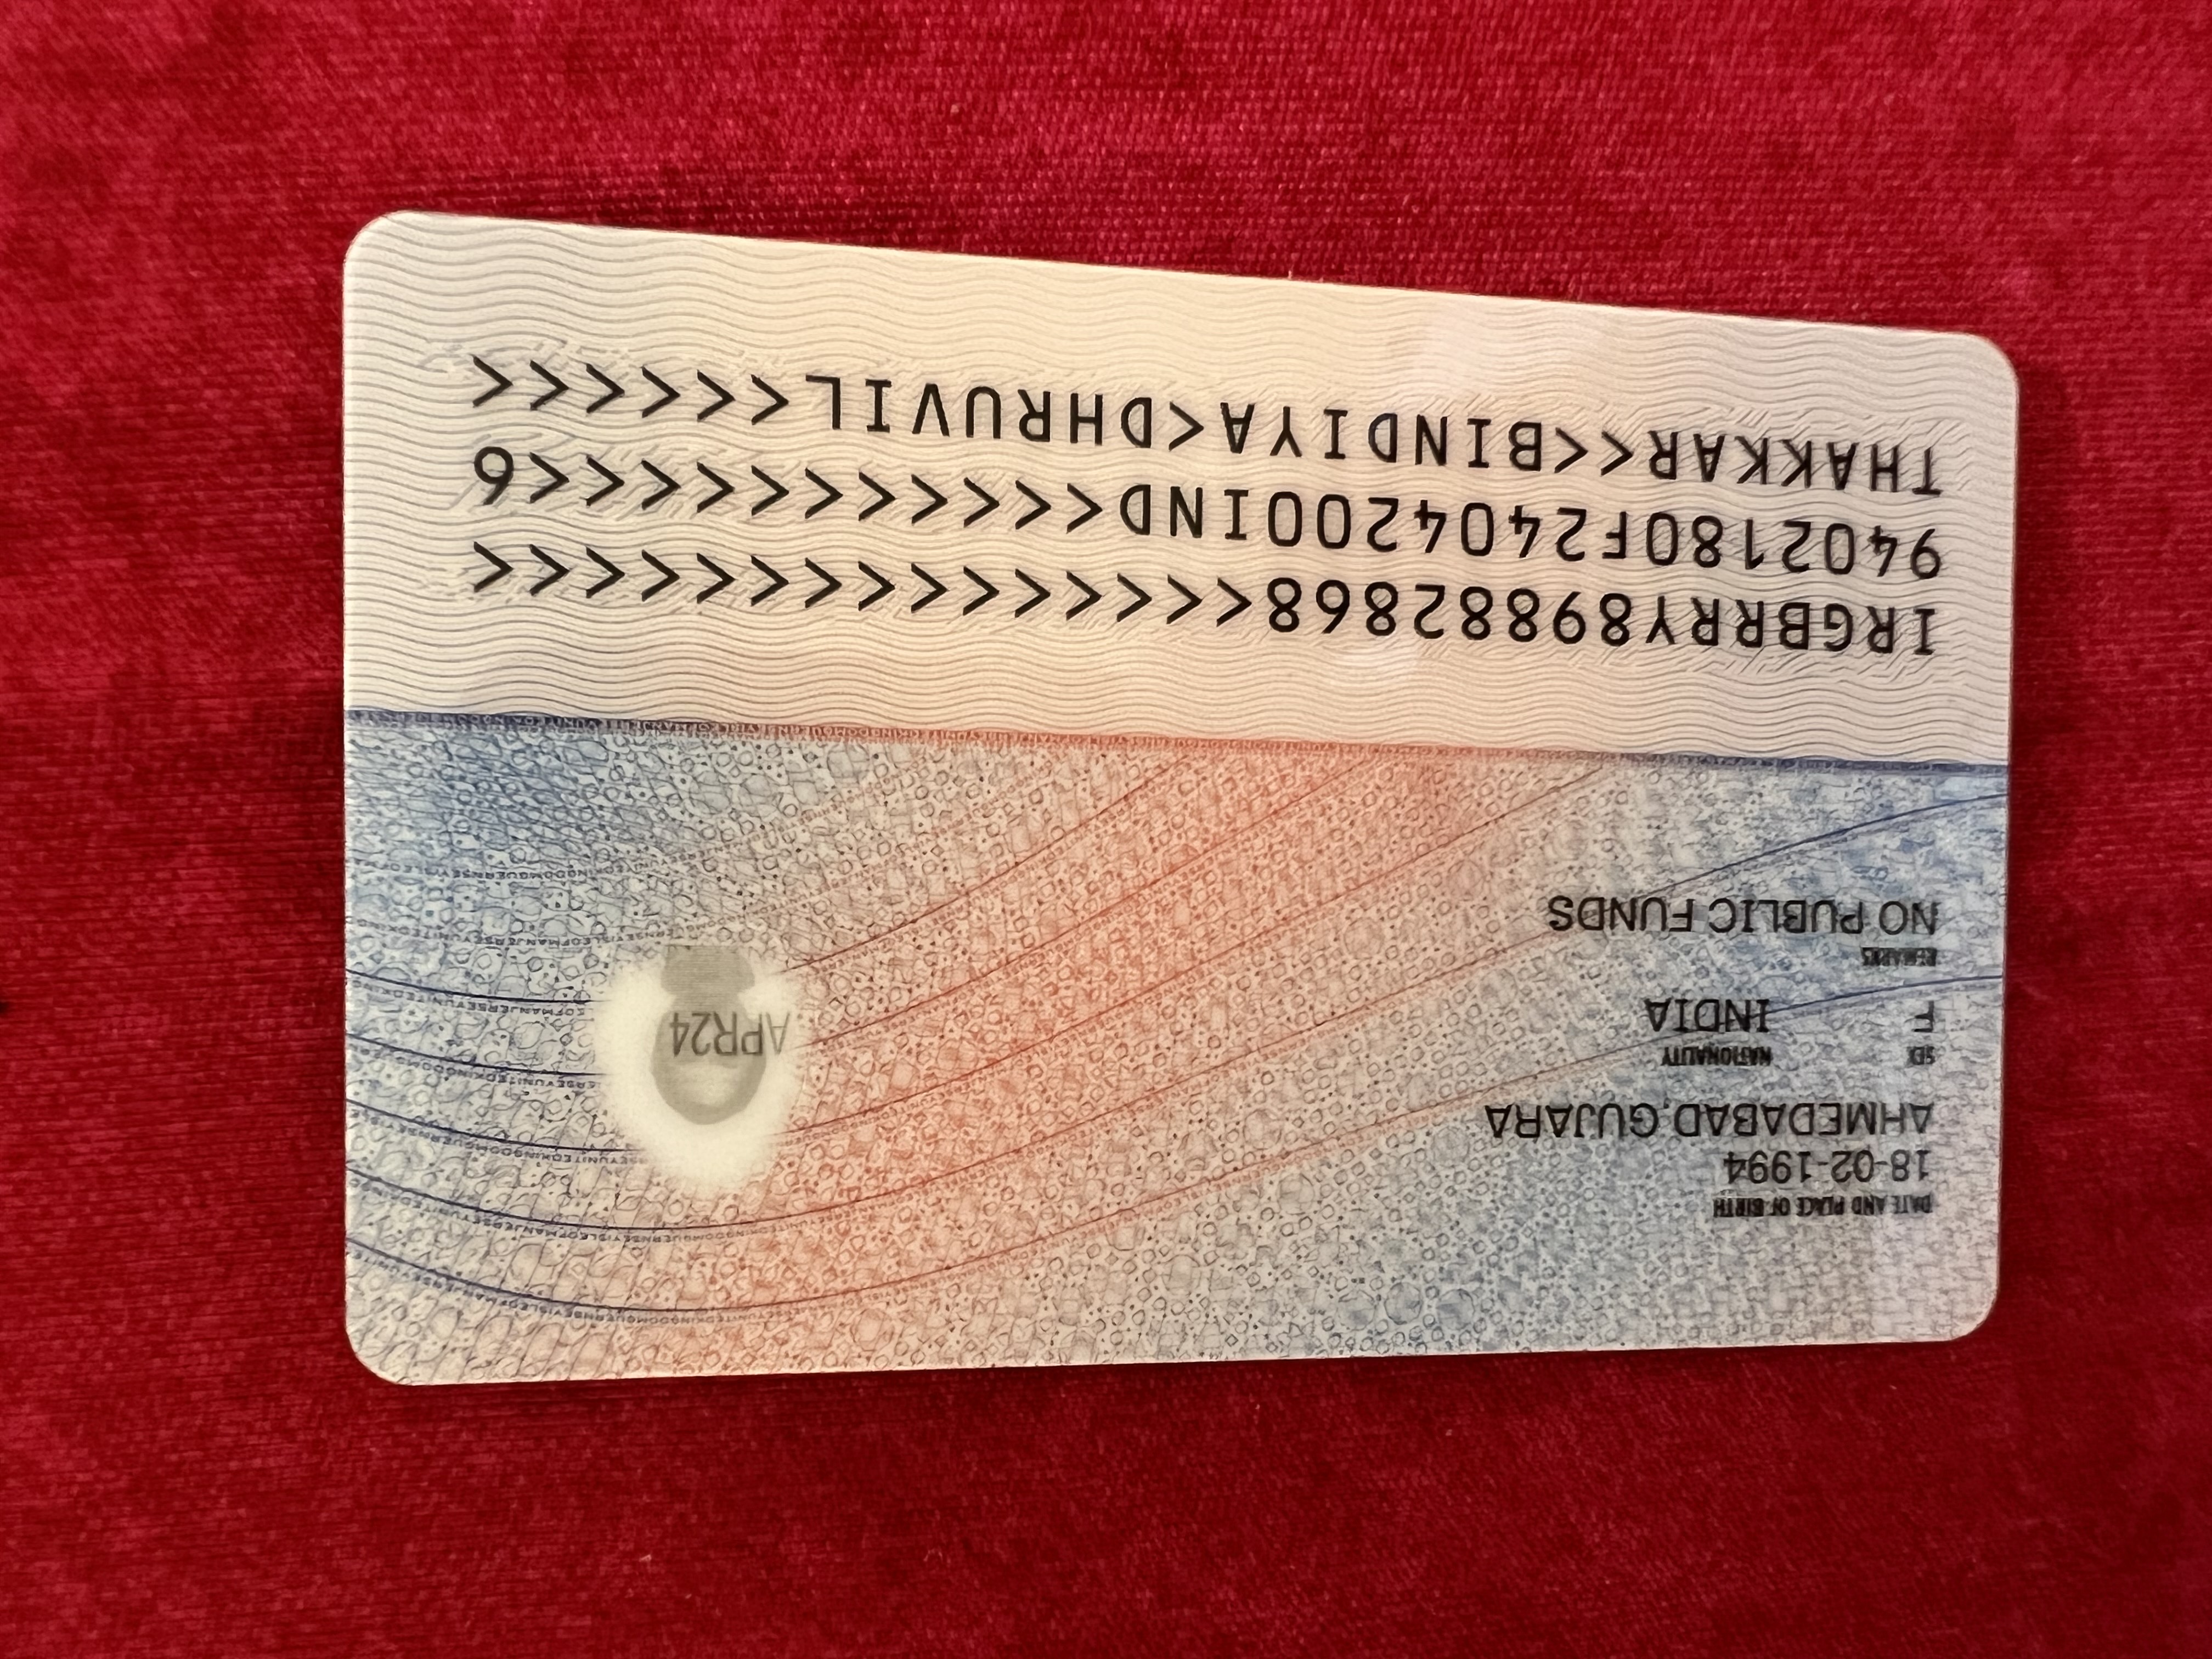 DATE AND PLACE OF BIRTH
18-02-1994
AHMEDABAD,GUJARA
SEX NATIONALITY
F INDIA
REMARKS
NO PUBLIC FUNDS
APR24
IRGBRRY89882868<<<<<<<<<<<<<<<
9402180F2404200IND<<<<<<<<<<<6
THAKKAR<<BINDIYA<DHRUVIL<<<<<<